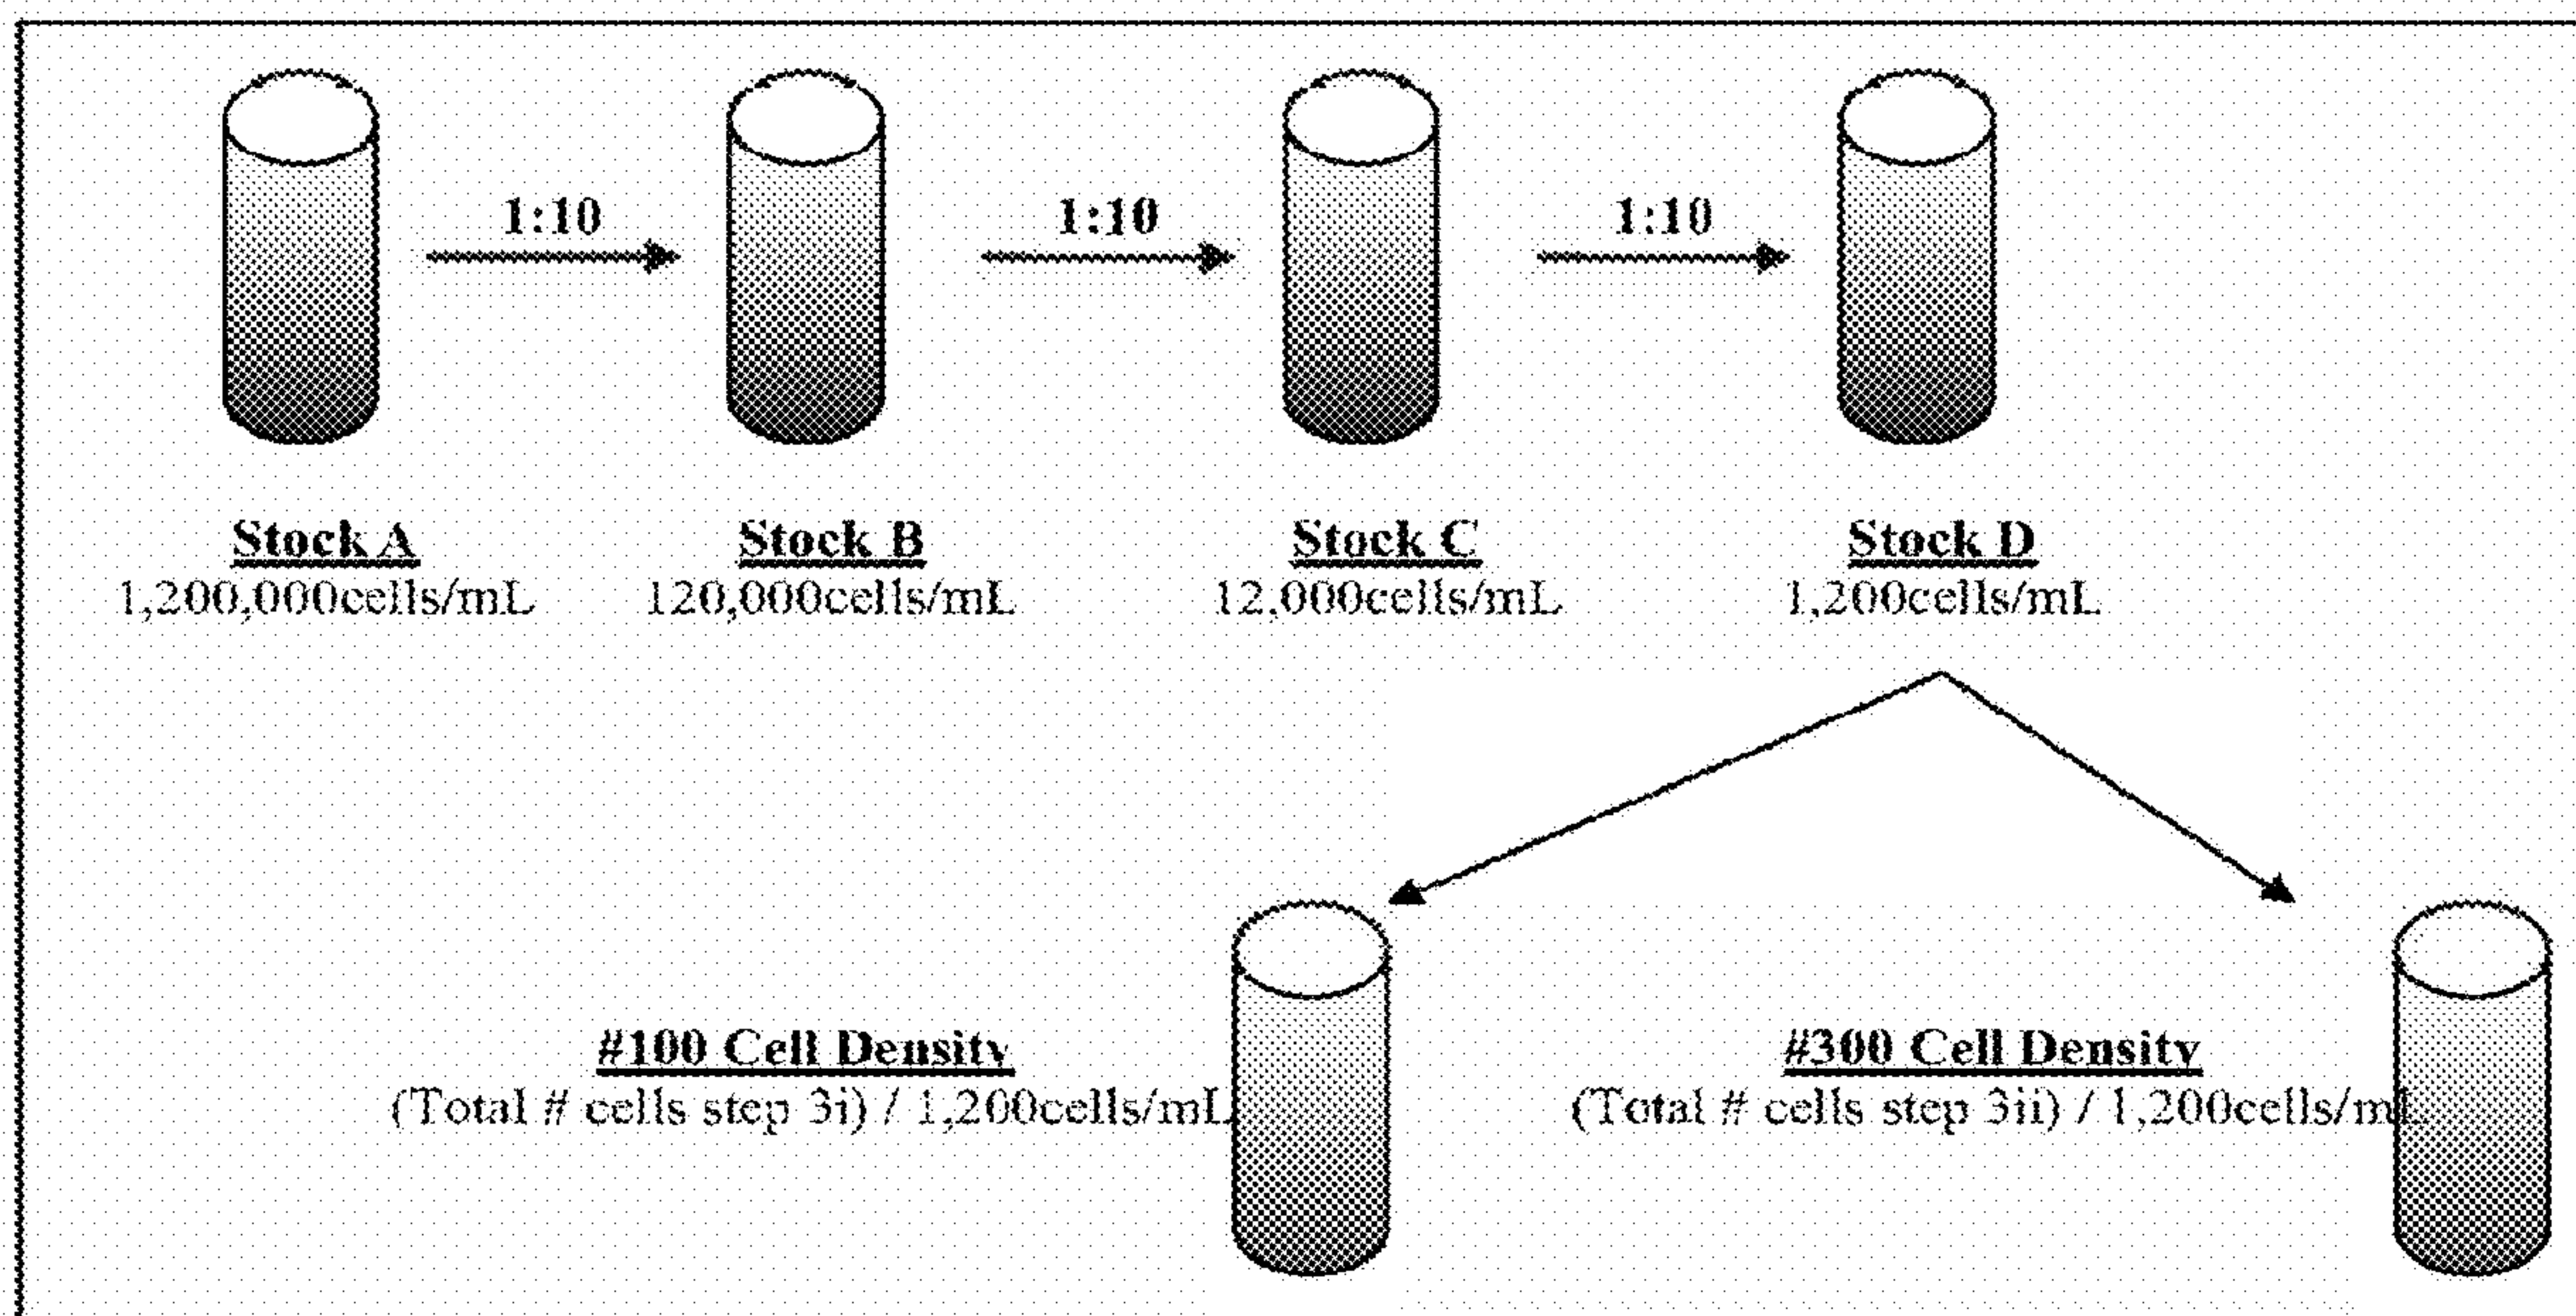 1:10 1:10 1:10
Stock A Stock B Stock C Stock D
1,200,000cells/mL 120,000cells/mL 12,000cells/mL 1,200cells/mL
#100 Cell Density #300 Cell Density
(Total # cells step 3i) / 1,200cells/mL (Total # cells step 3ii) / 1,200cells/mL